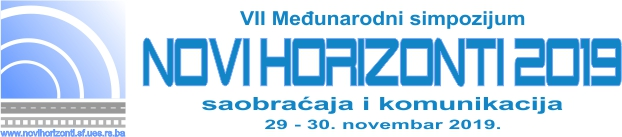 VII Međunarodni simpozijum
NOVI HORIZONTI 2019
saobraćaja i komunikacija
29 - 30. novembar 2019.
www.novihorizonti.sf.ues.rs.ba